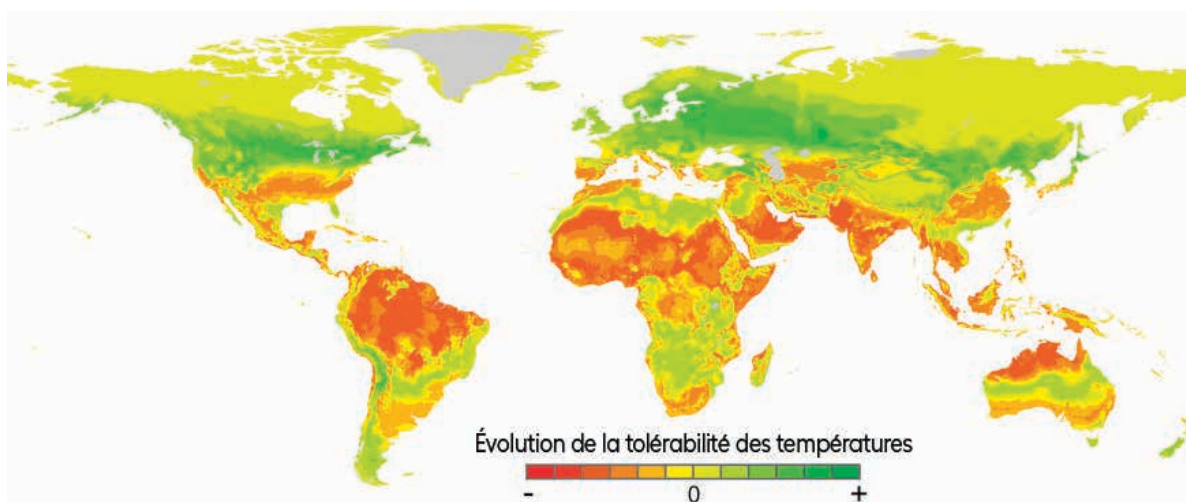 Évolution de la tolérabilité des températures
- 0 +